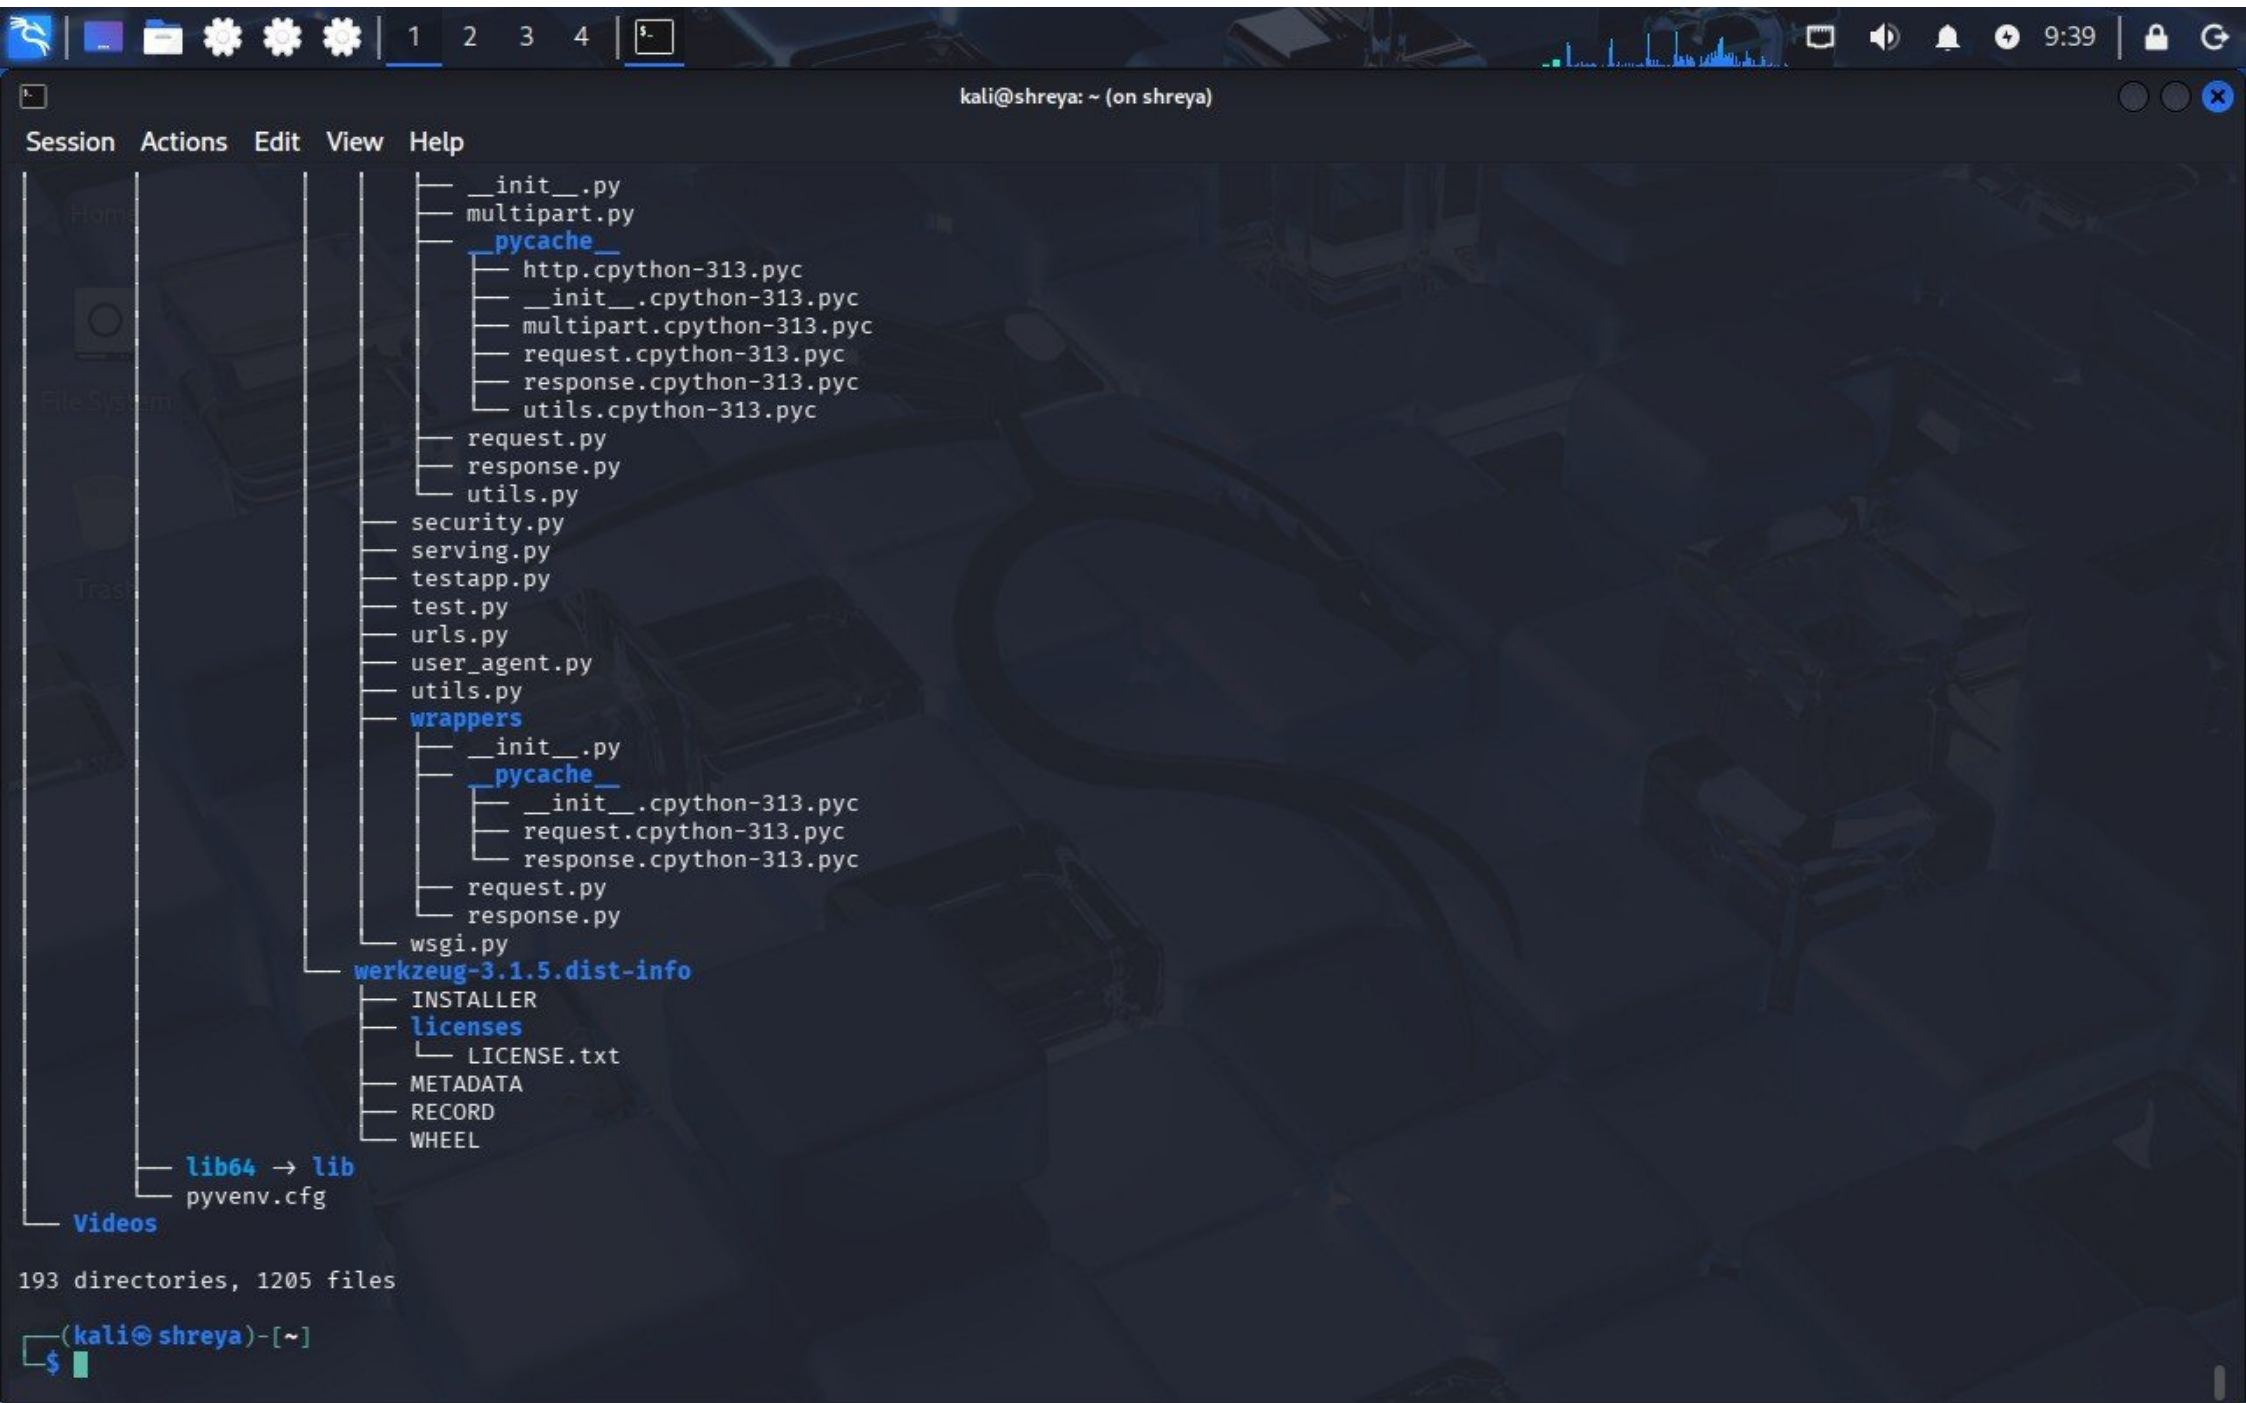 1 2 3 4 9:39
kali@shreya: ~ (on shreya)
Session Actions Edit View Help
├── __init__.py
├── multipart.py
├── __pycache__
├── http.cpython-313.pyc
├── __init__.cpython-313.pyc
├── multipart.cpython-313.pyc
├── request.cpython-313.pyc
├── response.cpython-313.pyc
└── utils.cpython-313.pyc
├── request.py
├── response.py
└── utils.py
├── security.py
├── serving.py
├── testapp.py
├── test.py
├── urls.py
├── user_agent.py
├── utils.py
├── wrappers
├── __init__.py
├── __pycache__
├── __init__.cpython-313.pyc
├── request.cpython-313.pyc
└── response.cpython-313.pyc
├── request.py
└── response.py
└── wsgi.py
└── werkzeug-3.1.5.dist-info
├── INSTALLER
├── licenses
└── LICENSE.txt
├── METADATA
├── RECORD
└── WHEEL
├── lib64 → lib
└── pyvenv.cfg
└── Videos
193 directories, 1205 files
┌──(kali㉿shreya)-[~]
└─$
Home
File System
Trash